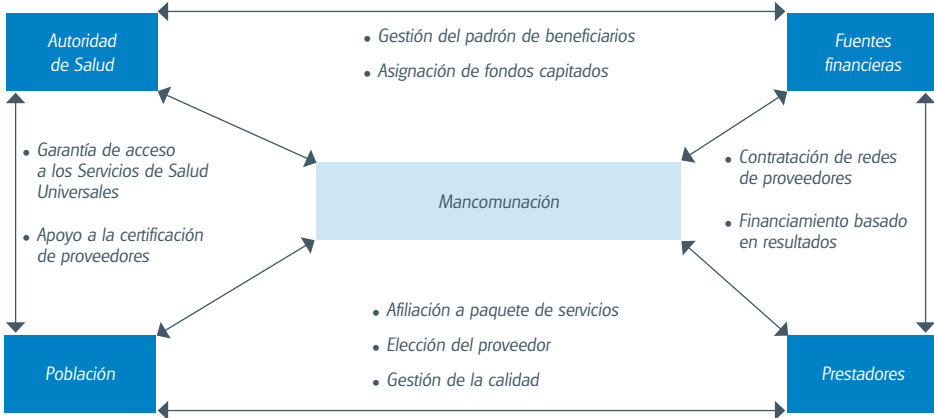 Autoridad
de Salud
• Gestión del padrón de beneficiarios
• Asignación de fondos capitados
Fuentes
financieras
• Garantía de acceso
a los Servicios de Salud
Universales
• Apoyo a la certificación
de proveedores
Mancomunación
• Contratación de redes
de proveedores
• Financiamiento basado
en resultados
• Afiliación a paquete de servicios
• Elección del proveedor
• Gestión de la calidad
Población
Prestadores